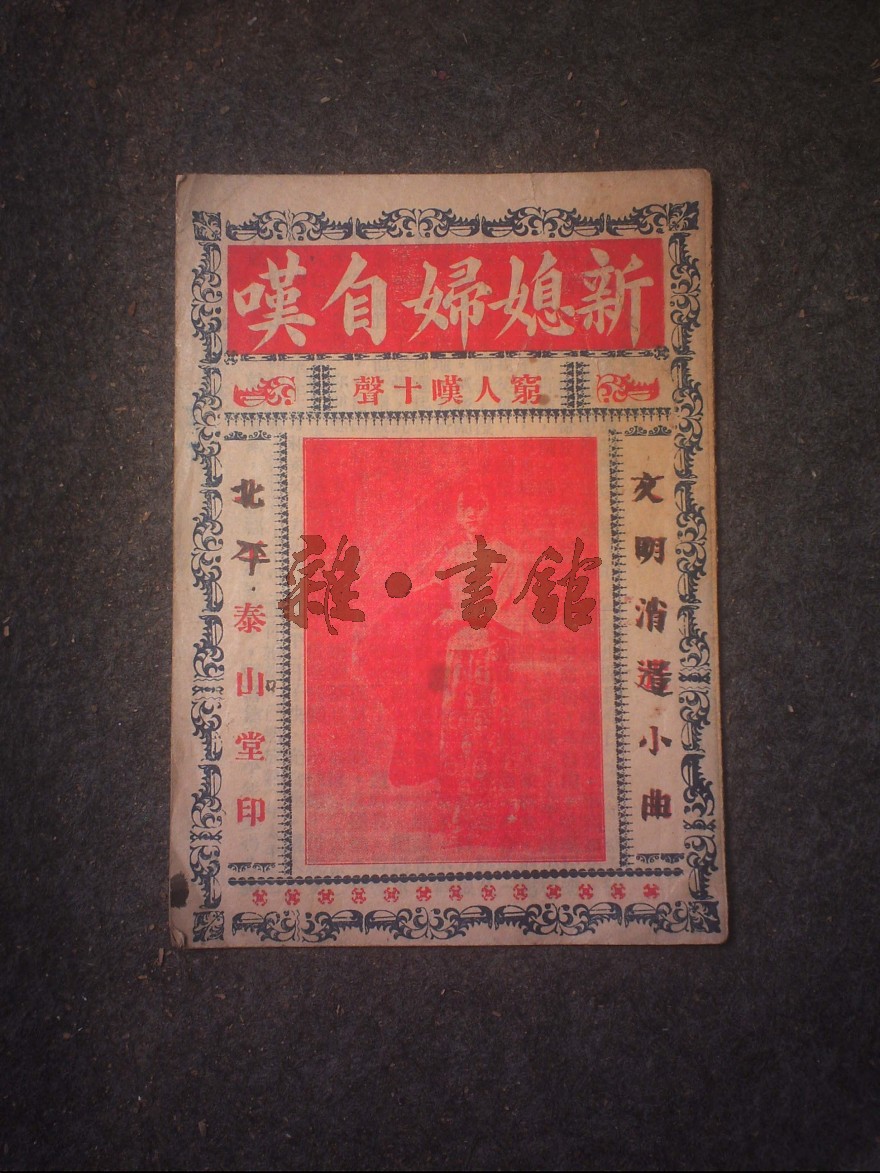 新媳婦自嘆
窮人嘆十聲
文明消遣小曲
北平泰山堂印
雜·書館